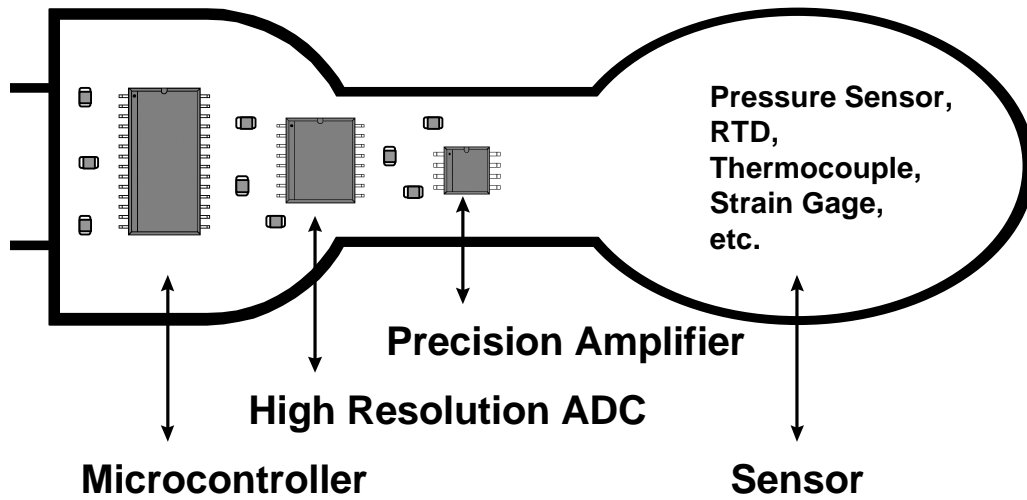 Pressure Sensor,
RTD,
Thermocouple,
Strain Gage,
etc.
Precision Amplifier
High Resolution ADC
Microcontroller
Sensor